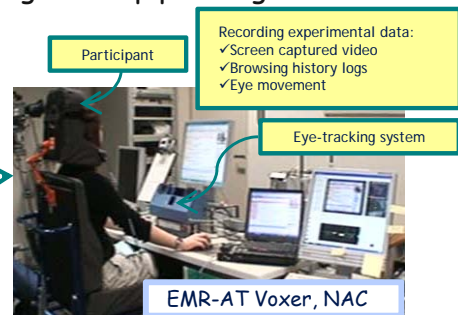 Participant
Recording experimental data:
✓Screen captured video
✓Browsing history logs
✓Eye movement
Eye-tracking system
EMR-AT Voxer, NAC